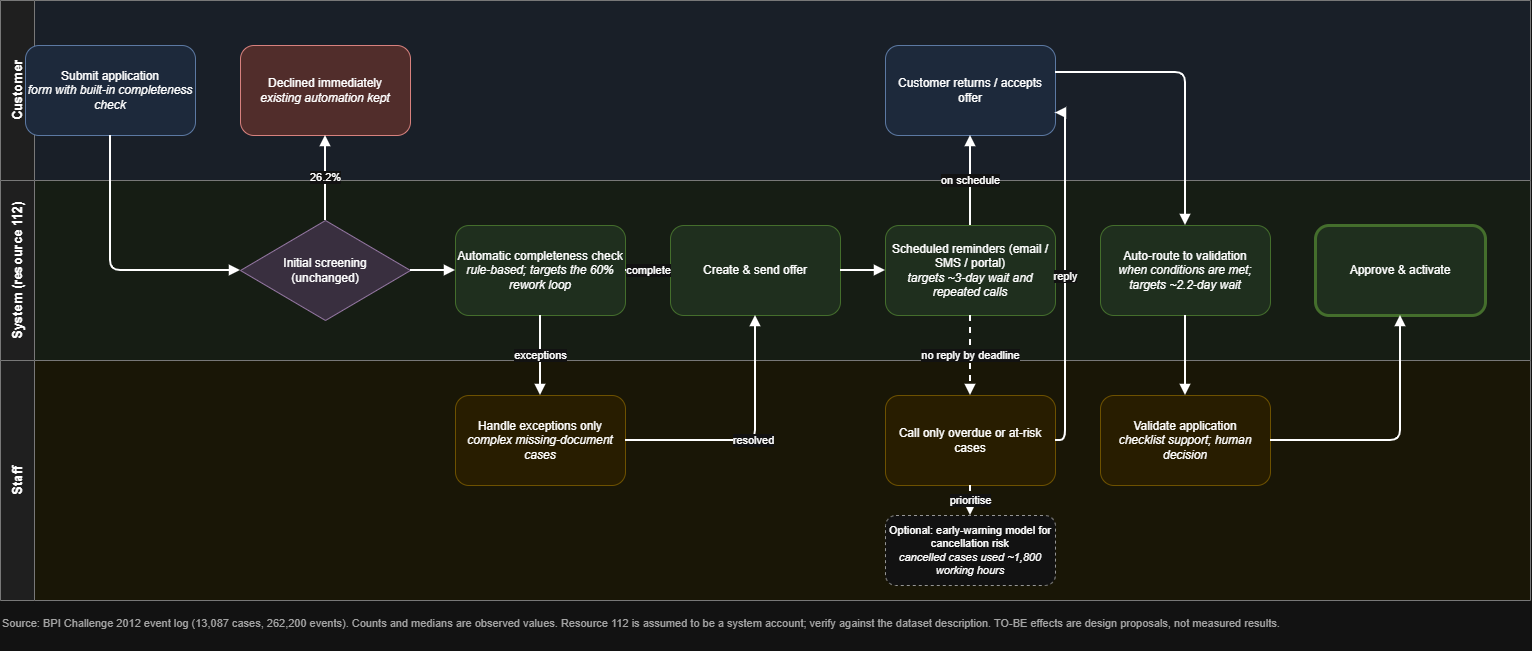 Customer
Submit application
form with built-in completeness
check
Declined immediately
existing automation kept
Customer returns / accepts
offer
26.2%
on schedule
System (resource 112)
Initial screening
(unchanged)
Automatic completeness check
rule-based; targets the 60%
rework loop
complete
Create & send offer
Scheduled reminders (email /
SMS / portal)
targets ~3-day wait and
repeated calls
reply
Auto-route to validation
when conditions are met;
targets ~2.2-day wait
Approve & activate
exceptions
no reply by deadline
Staff
Handle exceptions only
complex missing-document
cases
resolved
Call only overdue or at-risk
cases
Validate application
checklist support; human
decision
prioritise
Optional: early-warning model for
cancellation risk
cancelled cases used ~1,800
working hours
Source: BPI Challenge 2012 event log (13,087 cases, 262,200 events). Counts and medians are observed values. Resource 112 is assumed to be a system account; verify against the dataset description. TO-BE effects are design proposals, not measured results.